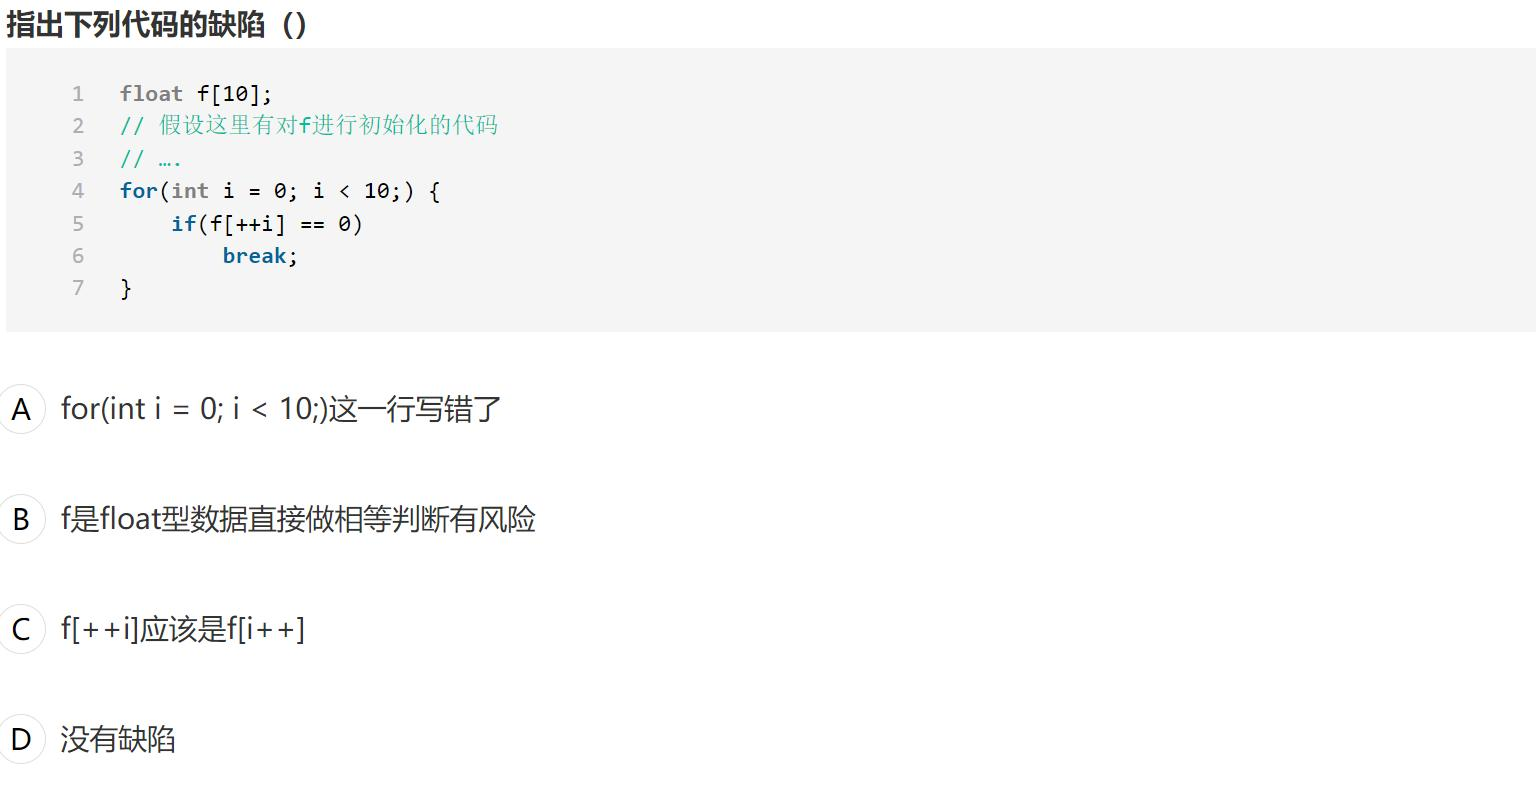 指出下列代码的缺陷（）
1 float f[10];
2 // 假设这里有对f进行初始化的代码
3 // ….
4 for(int i = 0; i < 10;) {
5 if(f[++i] == 0)
6 break;
7 }
A for(int i = 0; i < 10;)这一行写错了
B f是float型数据直接做相等判断有风险
C f[++i]应该是f[i++]
D 没有缺陷